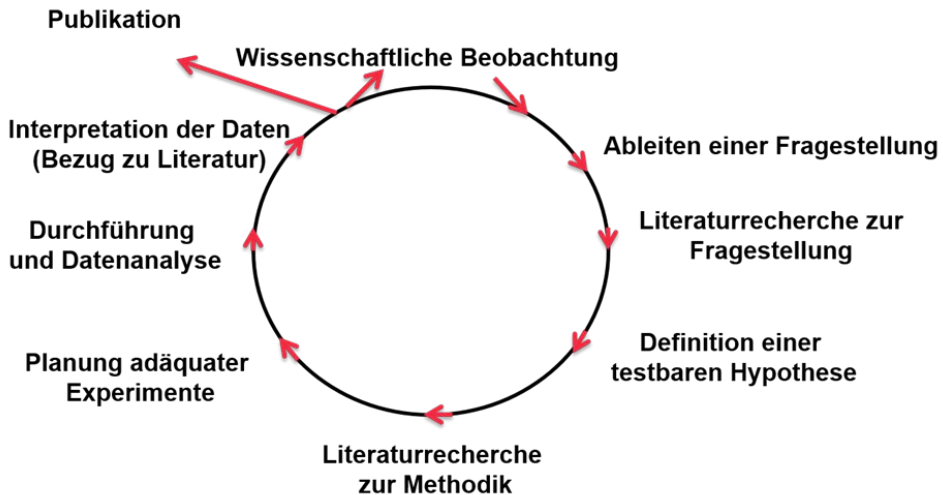 Publikation
Wissenschaftliche Beobachtung
Ableiten einer Fragestellung
Literaturrecherche zur
Fragestellung
Definition einer
testbaren Hypothese
Literaturrecherche
zur Methodik
Planung adäquater
Experimente
Durchführung
und Datenanalyse
Interpretation der Daten
(Bezug zu Literatur)